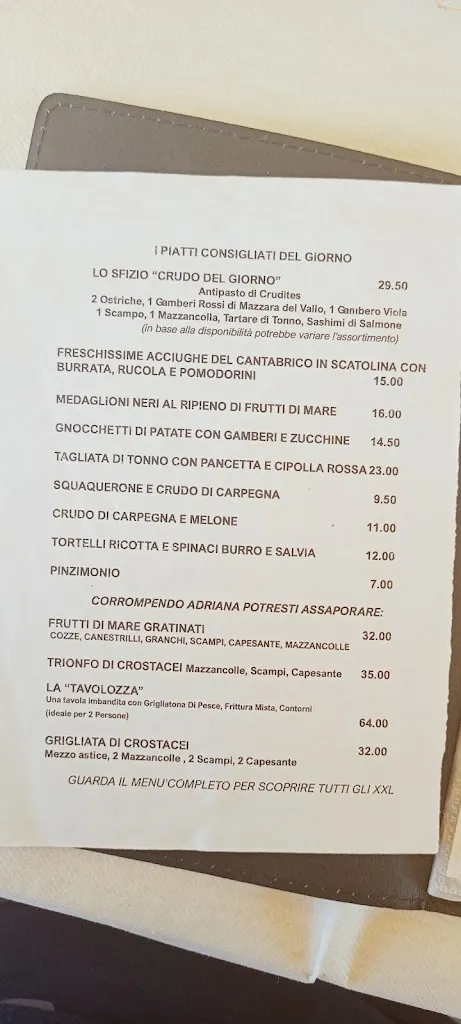 I PIATTI CONSIGLIATI DEL GIORNO
LO SFIZIO "CRUDO DEL GIORNO" 29.50
Antipasto di Crudites
2 Ostriche, 1 Gamberi Rossi di Mazzara del Vallo, 1 Gambero Viola
1 Scampo, 1 Mazzancolla, Tartare di Tonno, Sashimi di Salmone
(in base alla disponibilità potrebbe variare l'assortimento)
FRESCHISSIME ACCIUGHE DEL CANTABRICO IN SCATOLINA CON
BURRATA, RUCOLA E POMODORINI 15.00
MEDAGLIONI NERI AL RIPIENO DI FRUTTI DI MARE 16.00
GNOCCHETTI DI PATATE CON GAMBERI E ZUCCHINE 14.50
TAGLIATA DI TONNO CON PANCETTA E CIPOLLA ROSSA 23.00
SQUAQUERONE E CRUDO DI CARPEGNA 9.50
CRUDO DI CARPEGNA E MELONE 11.00
TORTELLI RICOTTA E SPINACI BURRO E SALVIA 12.00
PINZIMONIO 7.00
CORROMPENDO ADRIANA POTRESTI ASSAPORARE:
FRUTTI DI MARE GRATINATI 32.00
COZZE, CANESTRILLI, GRANCHI, SCAMPI, CAPESANTE, MAZZANCOLLE
TRIONFO DI CROSTACEI Mazzancolle, Scampi, Capesante 35.00
LA "TAVOLOZZA"
Una tavola imbandita con Grigliatona Di Pesce, Frittura Mista, Contorni
(ideale per 2 Persone) 64.00
GRIGLIATA DI CROSTACEI 32.00
Mezzo astice, 2 Mazzancolle , 2 Scampi, 2 Capesante
GUARDA IL MENU'COMPLETO PER SCOPRIRE TUTTI GLI XXL